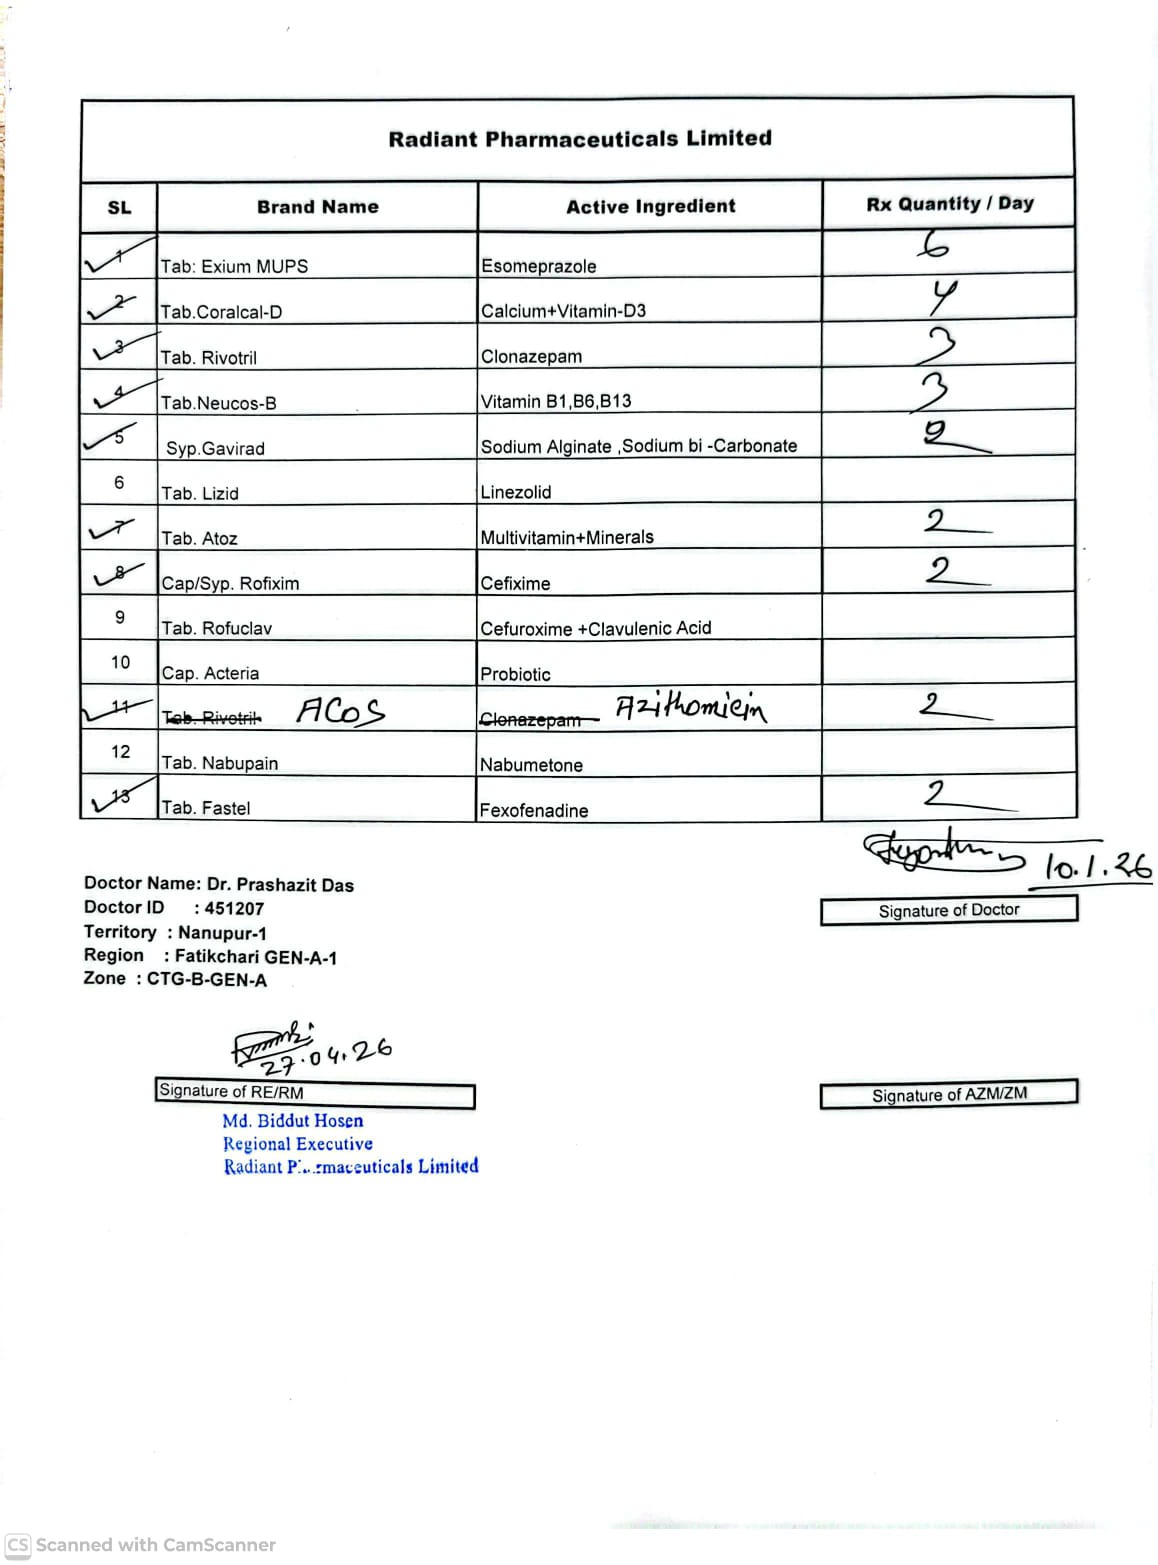 Radiant Pharmaceuticals Limited
SL Brand Name Active Ingredient Rx Quantity / Day
1 Tab: Exium MUPS Esomeprazole 6
2 Tab.Coralcal-D Calcium+Vitamin-D3 4
3 Tab. Rivotril Clonazepam 3
4 Tab.Neucos-B Vitamin B1,B6,B13 3
5 Syp.Gavirad Sodium Alginate ,Sodium bi -Carbonate 2
6 Tab. Lizid Linezolid
7 Tab. Atoz Multivitamin+Minerals 2
8 Cap/Syp. Rofixim Cefixime 2
9 Tab. Rofuclav Cefuroxime +Clavulenic Acid
10 Cap. Acteria Probiotic
11 Tab. Rivotril ACOS Clonazepam Azithomicin 2
12 Tab. Nabupain Nabumetone
13 Tab. Fastel Fexofenadine 2
10.1.26
Doctor Name: Dr. Prashazit Das
Doctor ID : 451207
Signature of Doctor
Territory : Nanupur-1
Region : Fatikchari GEN-A-1
Zone : CTG-B-GEN-A
27.04.26
Signature of RE/RM
Signature of AZM/ZM
Md. Biddut Hosen
Regional Executive
Radiant Pharmaceuticals Limited
CS Scanned with CamScanner